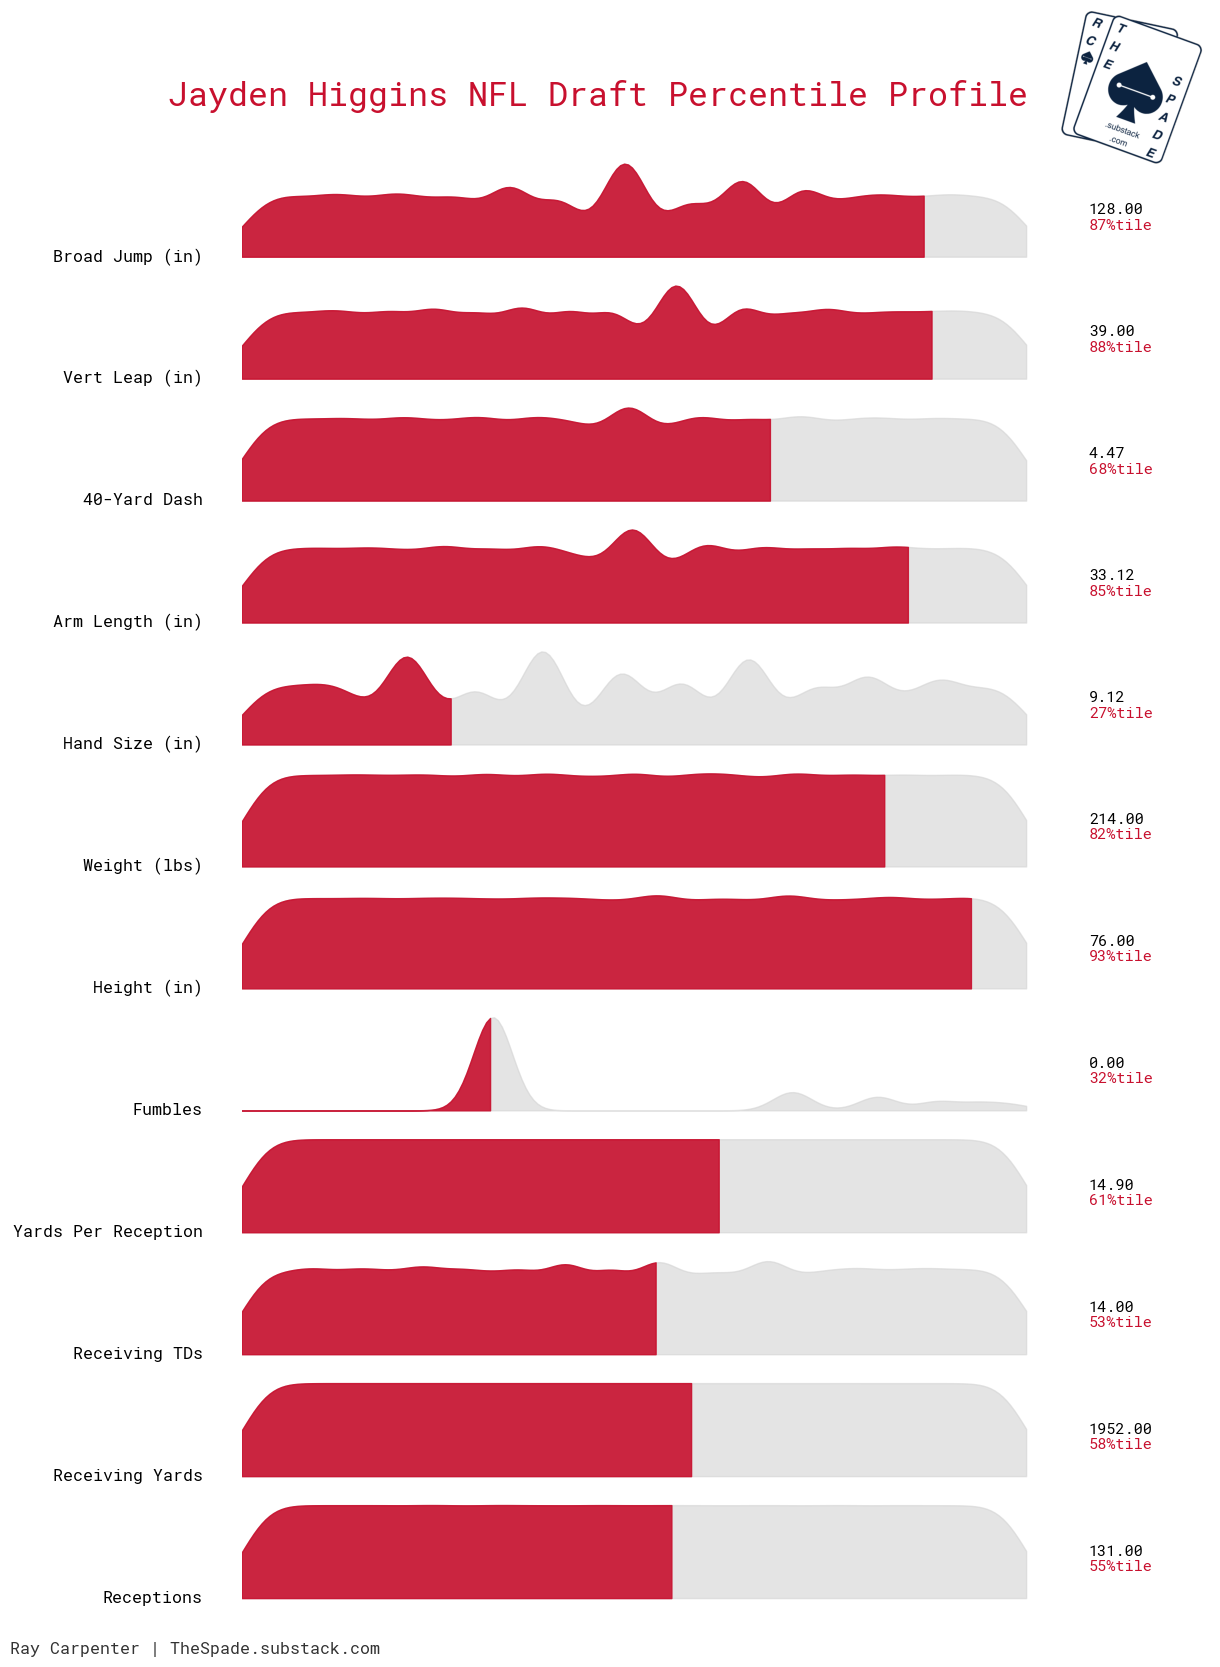 Jayden Higgins NFL Draft Percentile Profile
R
C
T
H
E
S
P
A
D
E
.substack
.com
Broad Jump (in)
128.00
87%tile
Vert Leap (in)
39.00
88%tile
40-Yard Dash
4.47
68%tile
Arm Length (in)
33.12
85%tile
Hand Size (in)
9.12
27%tile
Weight (lbs)
214.00
82%tile
Height (in)
76.00
93%tile
Fumbles
0.00
32%tile
Yards Per Reception
14.90
61%tile
Receiving TDs
14.00
53%tile
Receiving Yards
1952.00
58%tile
Receptions
131.00
55%tile
Ray Carpenter | TheSpade.substack.com